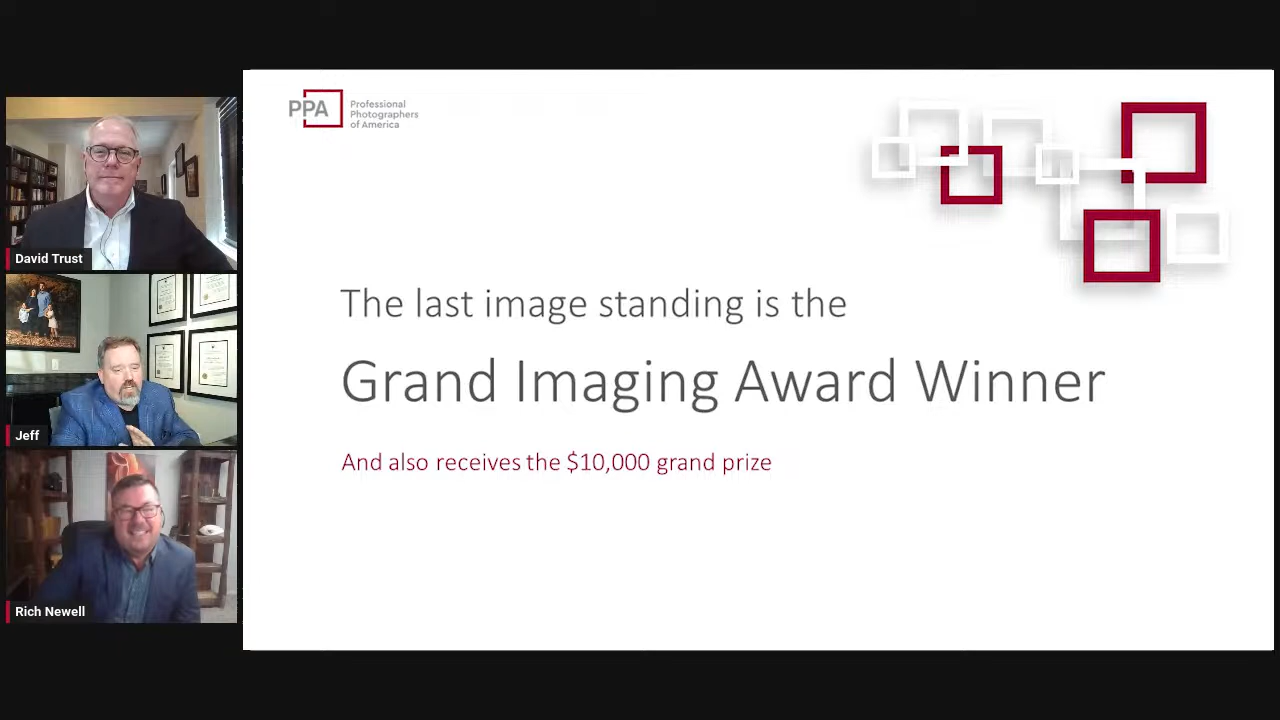 PPA
Professional
Photographers
of America
David Trust
Jeff
Rich Newell
The last image standing is the
Grand Imaging Award Winner
And also receives the $10,000 grand prize